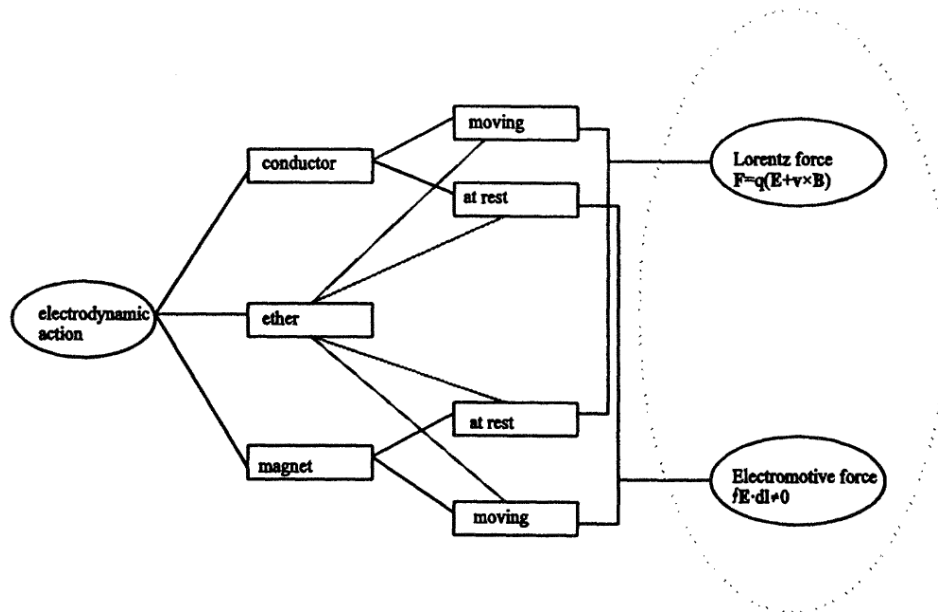 moving
conductor
Lorentz force
F=q(E+v×B)
at rest
electrodynamic
action
ether
at rest
magnet
Electromotive force
∮E·dl≠0
moving